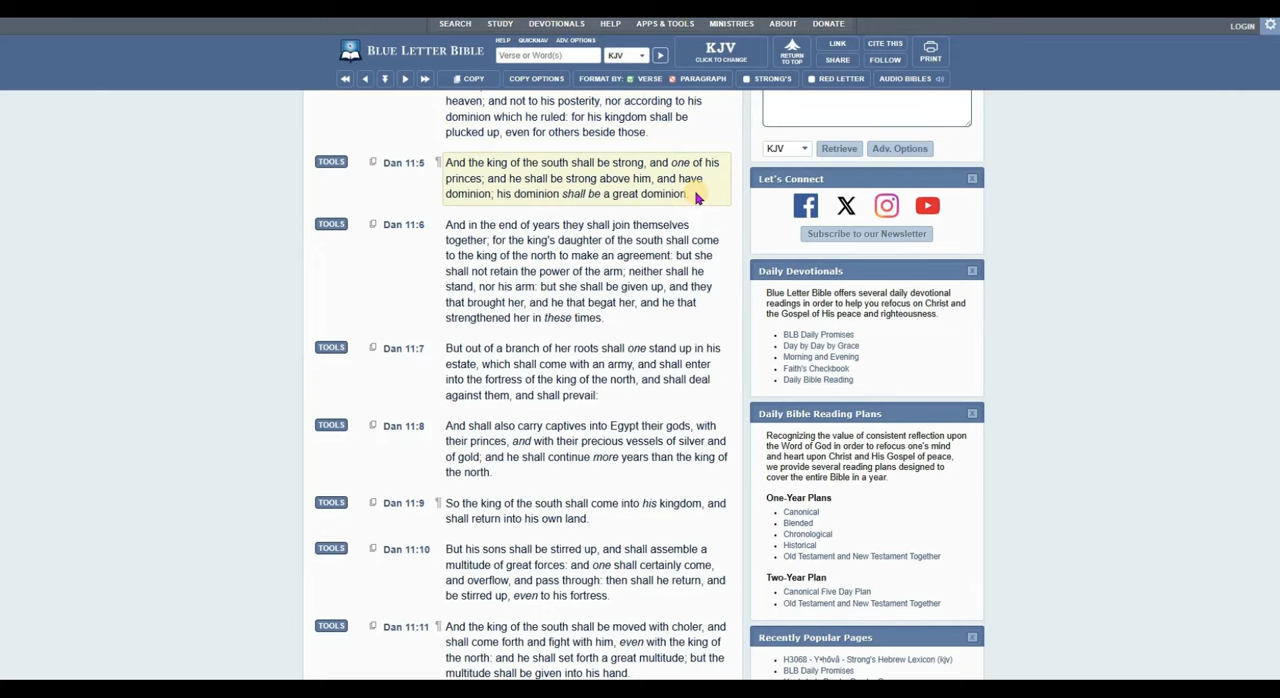 SEARCH STUDY DEVOTIONALS HELP APPS & TOOLS MINISTRIES ABOUT DONATE
LOGIN
BLUE LETTER BIBLE
HELP QUICKNAV ADV. OPTIONS
Verse or Word(s) KJV
KJV
CLICK TO CHANGE
RETURN
TO TOP
LINK CITE THIS
SHARE FOLLOW
PRINT
COPY COPY OPTIONS FORMAT BY: VERSE PARAGRAPH STRONG'S RED LETTER AUDIO BIBLES
heaven; and not to his posterity, nor according to his
dominion which he ruled: for his kingdom shall be
plucked up, even for others beside those.
TOOLS Dan 11:5 ¶ And the king of the south shall be strong, and one of his
princes; and he shall be strong above him, and have
dominion; his dominion shall be a great dominion
TOOLS Dan 11:6 And in the end of years they shall join themselves
together; for the king's daughter of the south shall come
to the king of the north to make an agreement: but she
shall not retain the power of the arm; neither shall he
stand, nor his arm: but she shall be given up, and they
that brought her, and he that begat her, and he that
strengthened her in these times.
TOOLS Dan 11:7 But out of a branch of her roots shall one stand up in his
estate, which shall come with an army, and shall enter
into the fortress of the king of the north, and shall deal
against them, and shall prevail:
TOOLS Dan 11:8 And shall also carry captives into Egypt their gods, with
their princes, and with their precious vessels of silver and
of gold; and he shall continue more years than the king of
the north.
TOOLS Dan 11:9 ¶ So the king of the south shall come into his kingdom, and
shall return into his own land.
TOOLS Dan 11:10 But his sons shall be stirred up, and shall assemble a
multitude of great forces: and one shall certainly come,
and overflow, and pass through: then shall he return, and
be stirred up, even to his fortress.
TOOLS Dan 11:11 ¶ And the king of the south shall be moved with choler, and
shall come forth and fight with him, even with the king of
the north: and he shall set forth a great multitude; but the
multitude shall be given into his hand.
KJV Retrieve Adv. Options
Let's Connect
Subscribe to our Newsletter
Daily Devotionals
Blue Letter Bible offers several daily devotional
readings in order to help you refocus on Christ and
the Gospel of His peace and righteousness.
BLB Daily Promises
Day by Day by Grace
Morning and Evening
Faith's Checkbook
Daily Bible Reading
Daily Bible Reading Plans
Recognizing the value of consistent reflection upon
the Word of God in order to refocus one's mind
and heart upon Christ and His Gospel of peace,
we provide several reading plans designed to
cover the entire Bible in a year.
One-Year Plans
Canonical
Blended
Chronological
Historical
Old Testament and New Testament Together
Two-Year Plan
Canonical Five Day Plan
Old Testament and New Testament Together
Recently Popular Pages
H3068 - Yᵊhōvâ - Strong's Hebrew Lexicon (kjv)
BLB Daily Promises